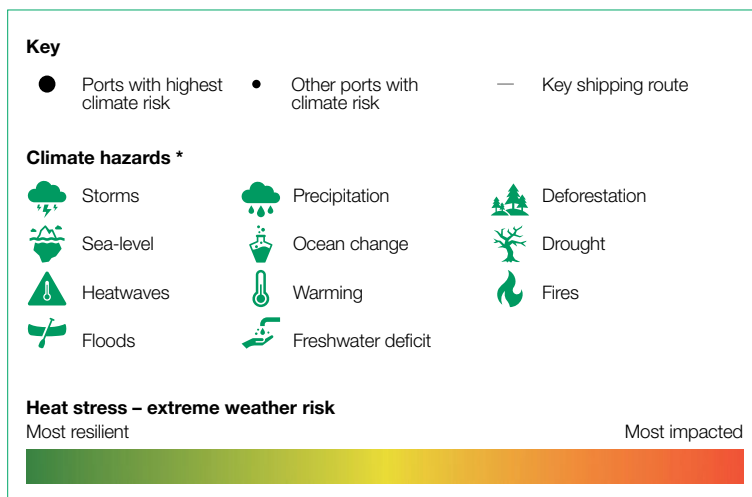 Key
Ports with highest
climate risk
Other ports with
climate risk
Key shipping route
Climate hazards *
Storms
Precipitation
Deforestation
Sea-level
Ocean change
Drought
Heatwaves
Warming
Fires
Floods
Freshwater deficit
Heat stress – extreme weather risk
Most resilient
Most impacted